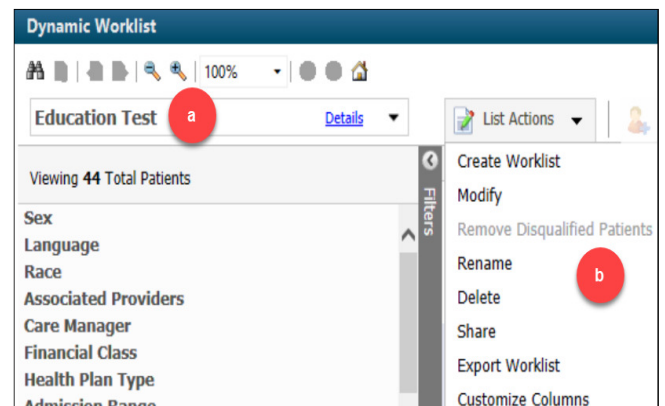 Dynamic Worklist
100%
Education Test a Details
List Actions
Viewing 44 Total Patients
Filters
Sex
Language
Race
Associated Providers
Care Manager
Financial Class
Health Plan Type
Admission Range
Create Worklist
Modify
Remove Disqualified Patients
Rename
b
Delete
Share
Export Worklist
Customize Columns